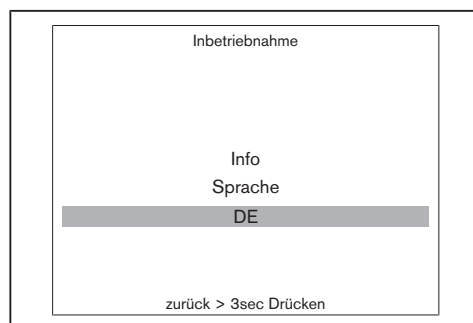 Inbetriebnahme
Info
Sprache
DE
zurück > 3sec Drücken